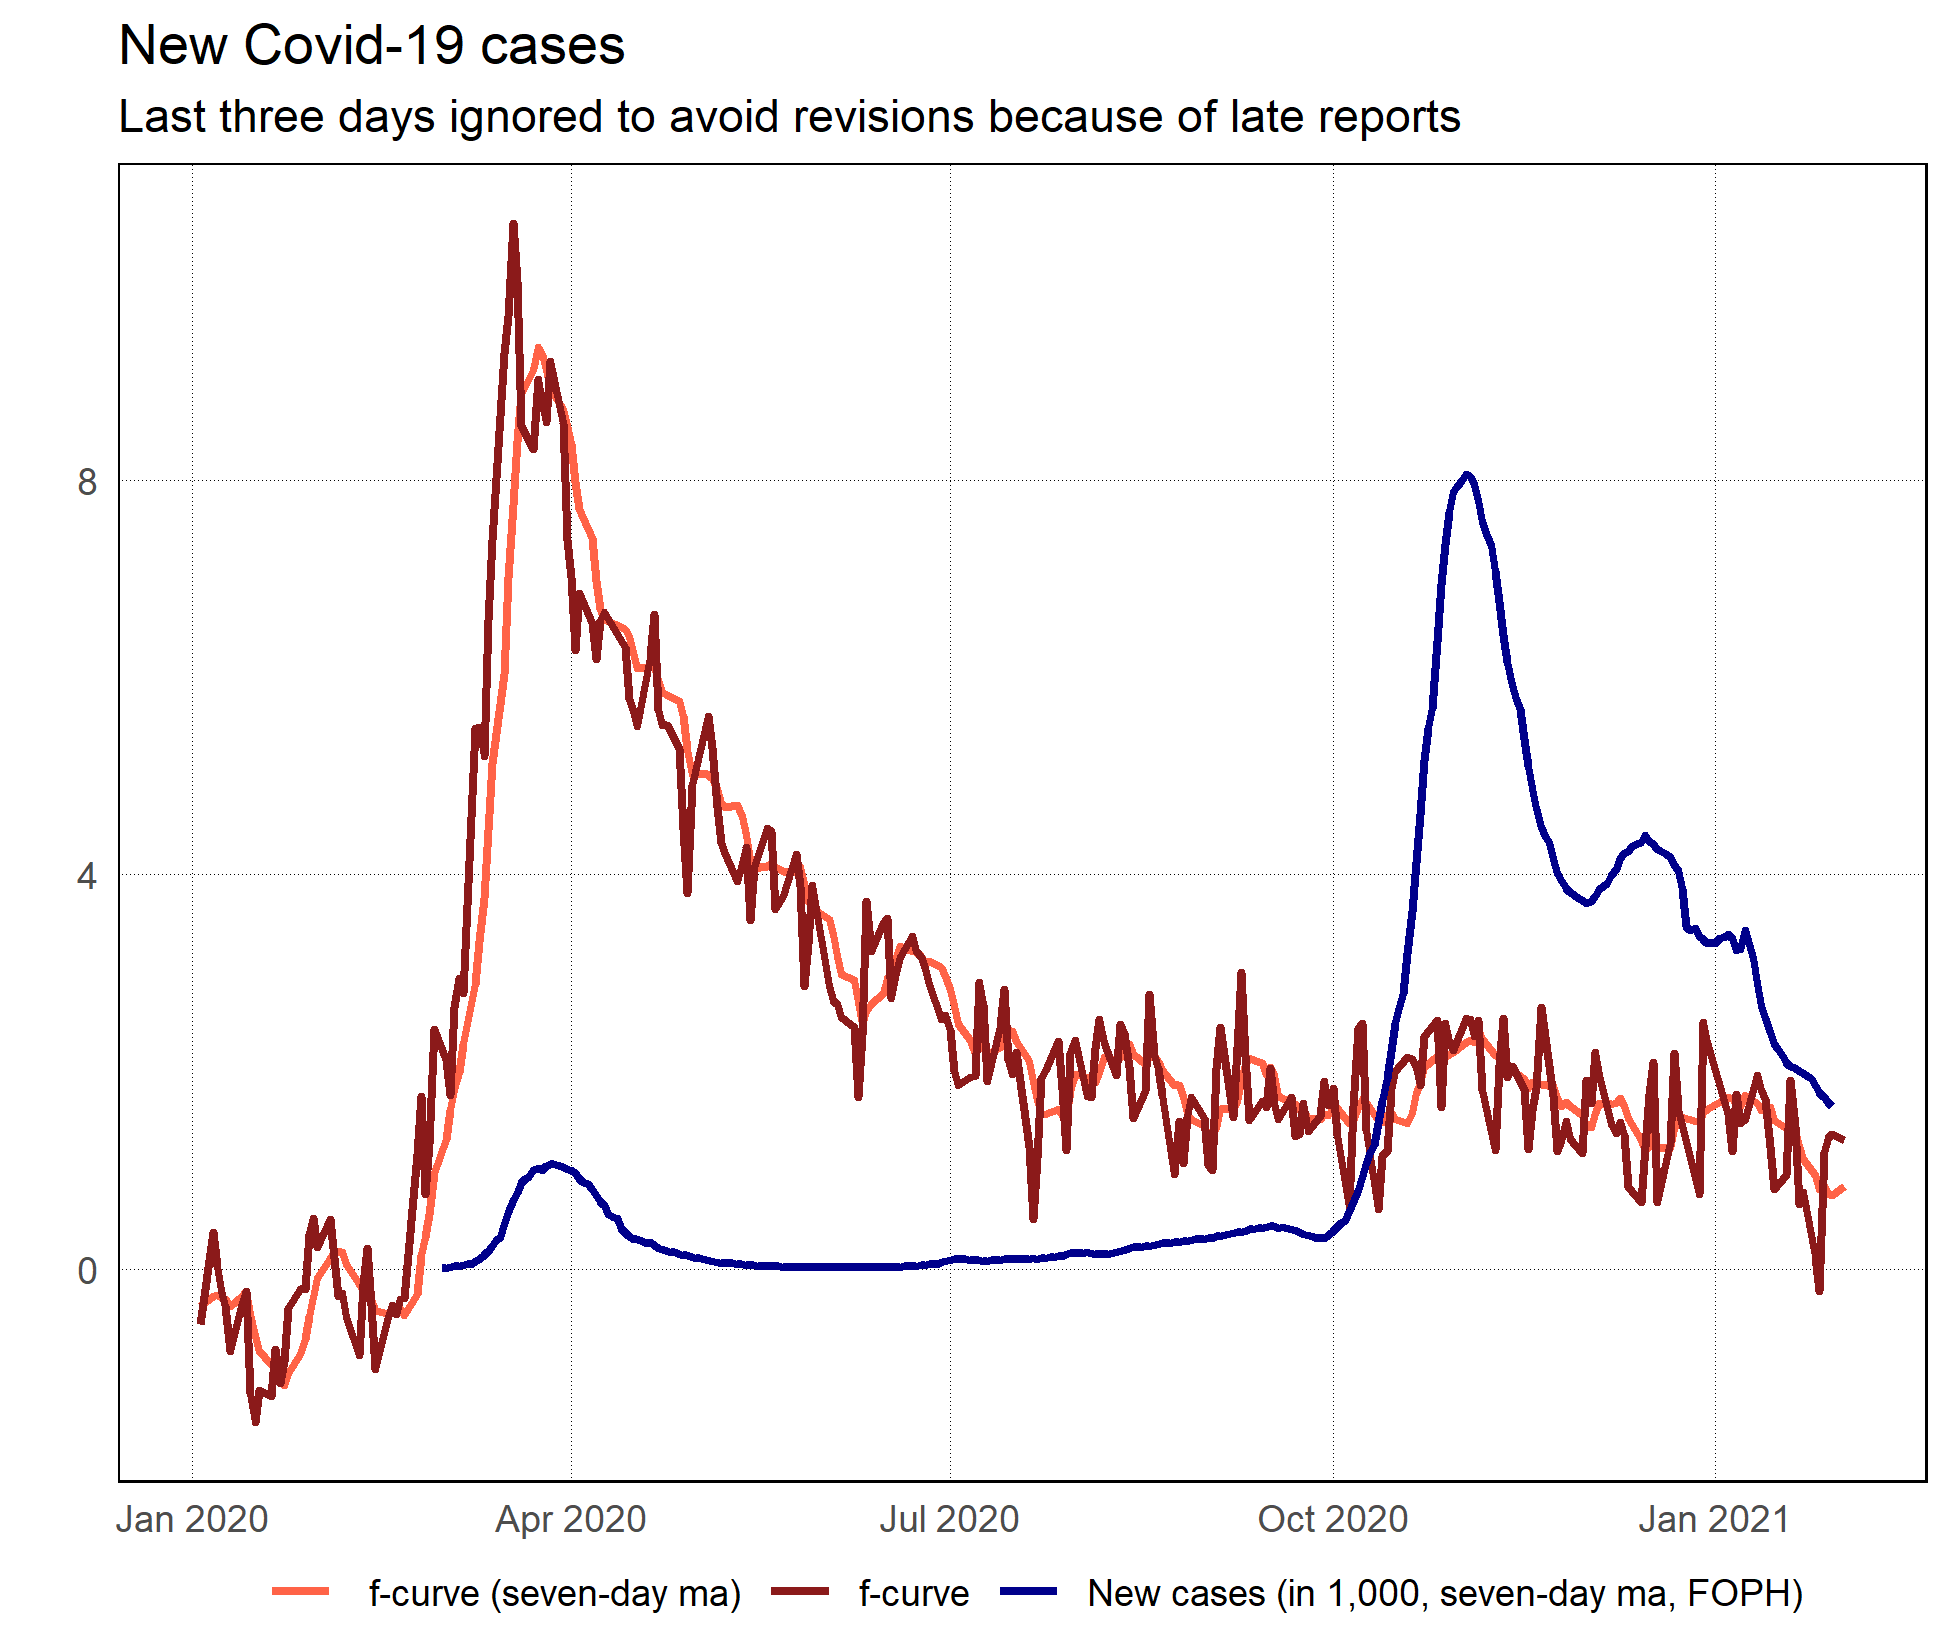 New Covid-19 cases
Last three days ignored to avoid revisions because of late reports
8
4
0
Jan 2020 Apr 2020 Jul 2020 Oct 2020 Jan 2021
f-curve (seven-day ma) f-curve New cases (in 1,000, seven-day ma, FOPH)